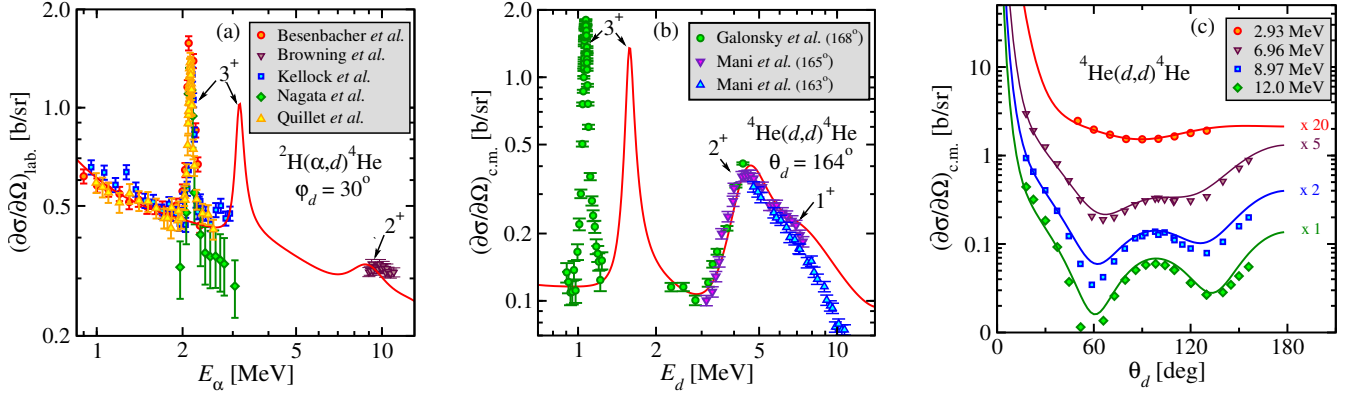 2.0
(a)
Besenbacher et al.
Browning et al.
Kellock et al.
Nagata et al.
Quillet et al.
3+
1.0
²H(α,d)⁴He
φd = 30°
0.5
2+
0.2
1
2
3
10
Eα [MeV]
(∂σ/∂Ω)lab. [b/sr]
2.0
(b)
Galonsky et al. (168°)
Mani et al. (165°)
Mani et al. (163°)
3+
1.0
⁴He(d,d)⁴He
θd = 164°
0.5
2+
1+
0.2
0.1
1
2
5
10
Ed [MeV]
(∂σ/∂Ω)c.m. [b/sr]
(c)
2.93 MeV
6.96 MeV
8.97 MeV
12.0 MeV
⁴He(d,d)⁴He
10
1
0.1
0
x 20
x 5
x 2
x 1
0
60
120
180
θd [deg]
(∂σ/∂Ω)c.m. [b/sr]